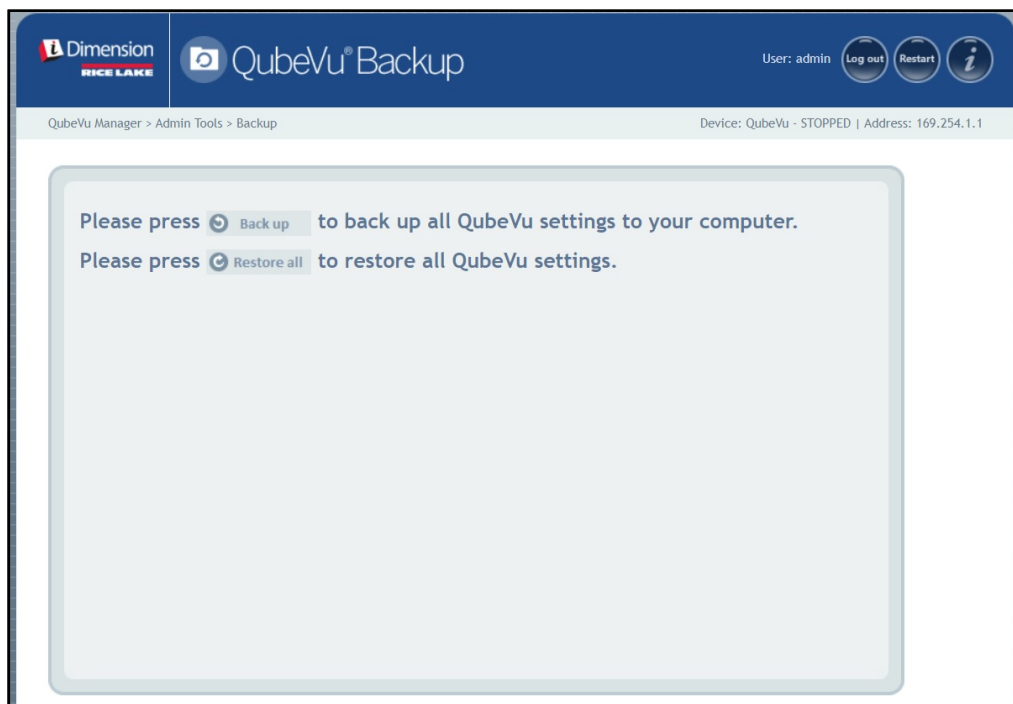 iDimension
RICE LAKE
QubeVu® Backup
User: admin
Log out
Restart
i
QubeVu Manager > Admin Tools > Backup
Device: QubeVu - STOPPED | Address: 169.254.1.1
Please press Back up to back up all QubeVu settings to your computer.
Please press Restore all to restore all QubeVu settings.